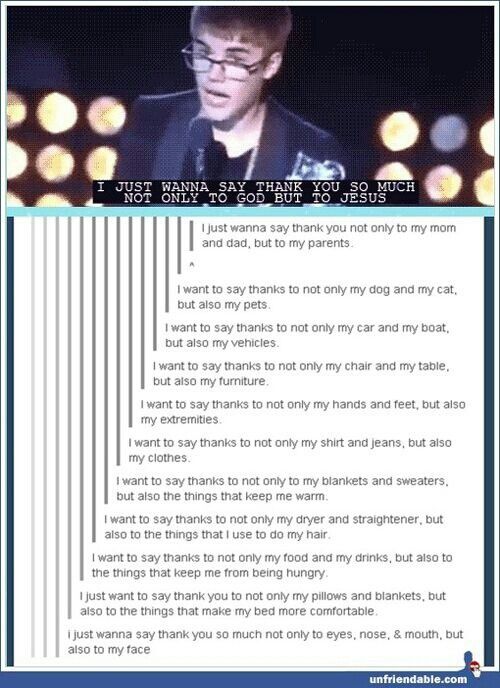 I JUST WANNA SAY THANK YOU SO MUCH
NOT ONLY TO GOD BUT TO JESUS
I just wanna say thank you not only to my mom
and dad, but to my parents.
^
I want to say thanks to not only my dog and my cat,
but also my pets.
I want to say thanks to not only my car and my boat,
but also my vehicles.
I want to say thanks to not only my chair and my table,
but also my furniture.
I want to say thanks to not only my hands and feet, but also
my extremities.
I want to say thanks to not only my shirt and jeans, but also
my clothes.
I want to say thanks to not only to my blankets and sweaters,
but also the things that keep me warm.
I want to say thanks to not only my dryer and straightener, but
also to the things that I use to do my hair.
I want to say thanks to not only my food and my drinks, but also to
the things that keep me from being hungry.
I just want to say thank you to not only my pillows and blankets, but
also to the things that make my bed more comfortable.
i just wanna say thank you so much not only to eyes, nose, & mouth, but
also to my face
unfriendable.com